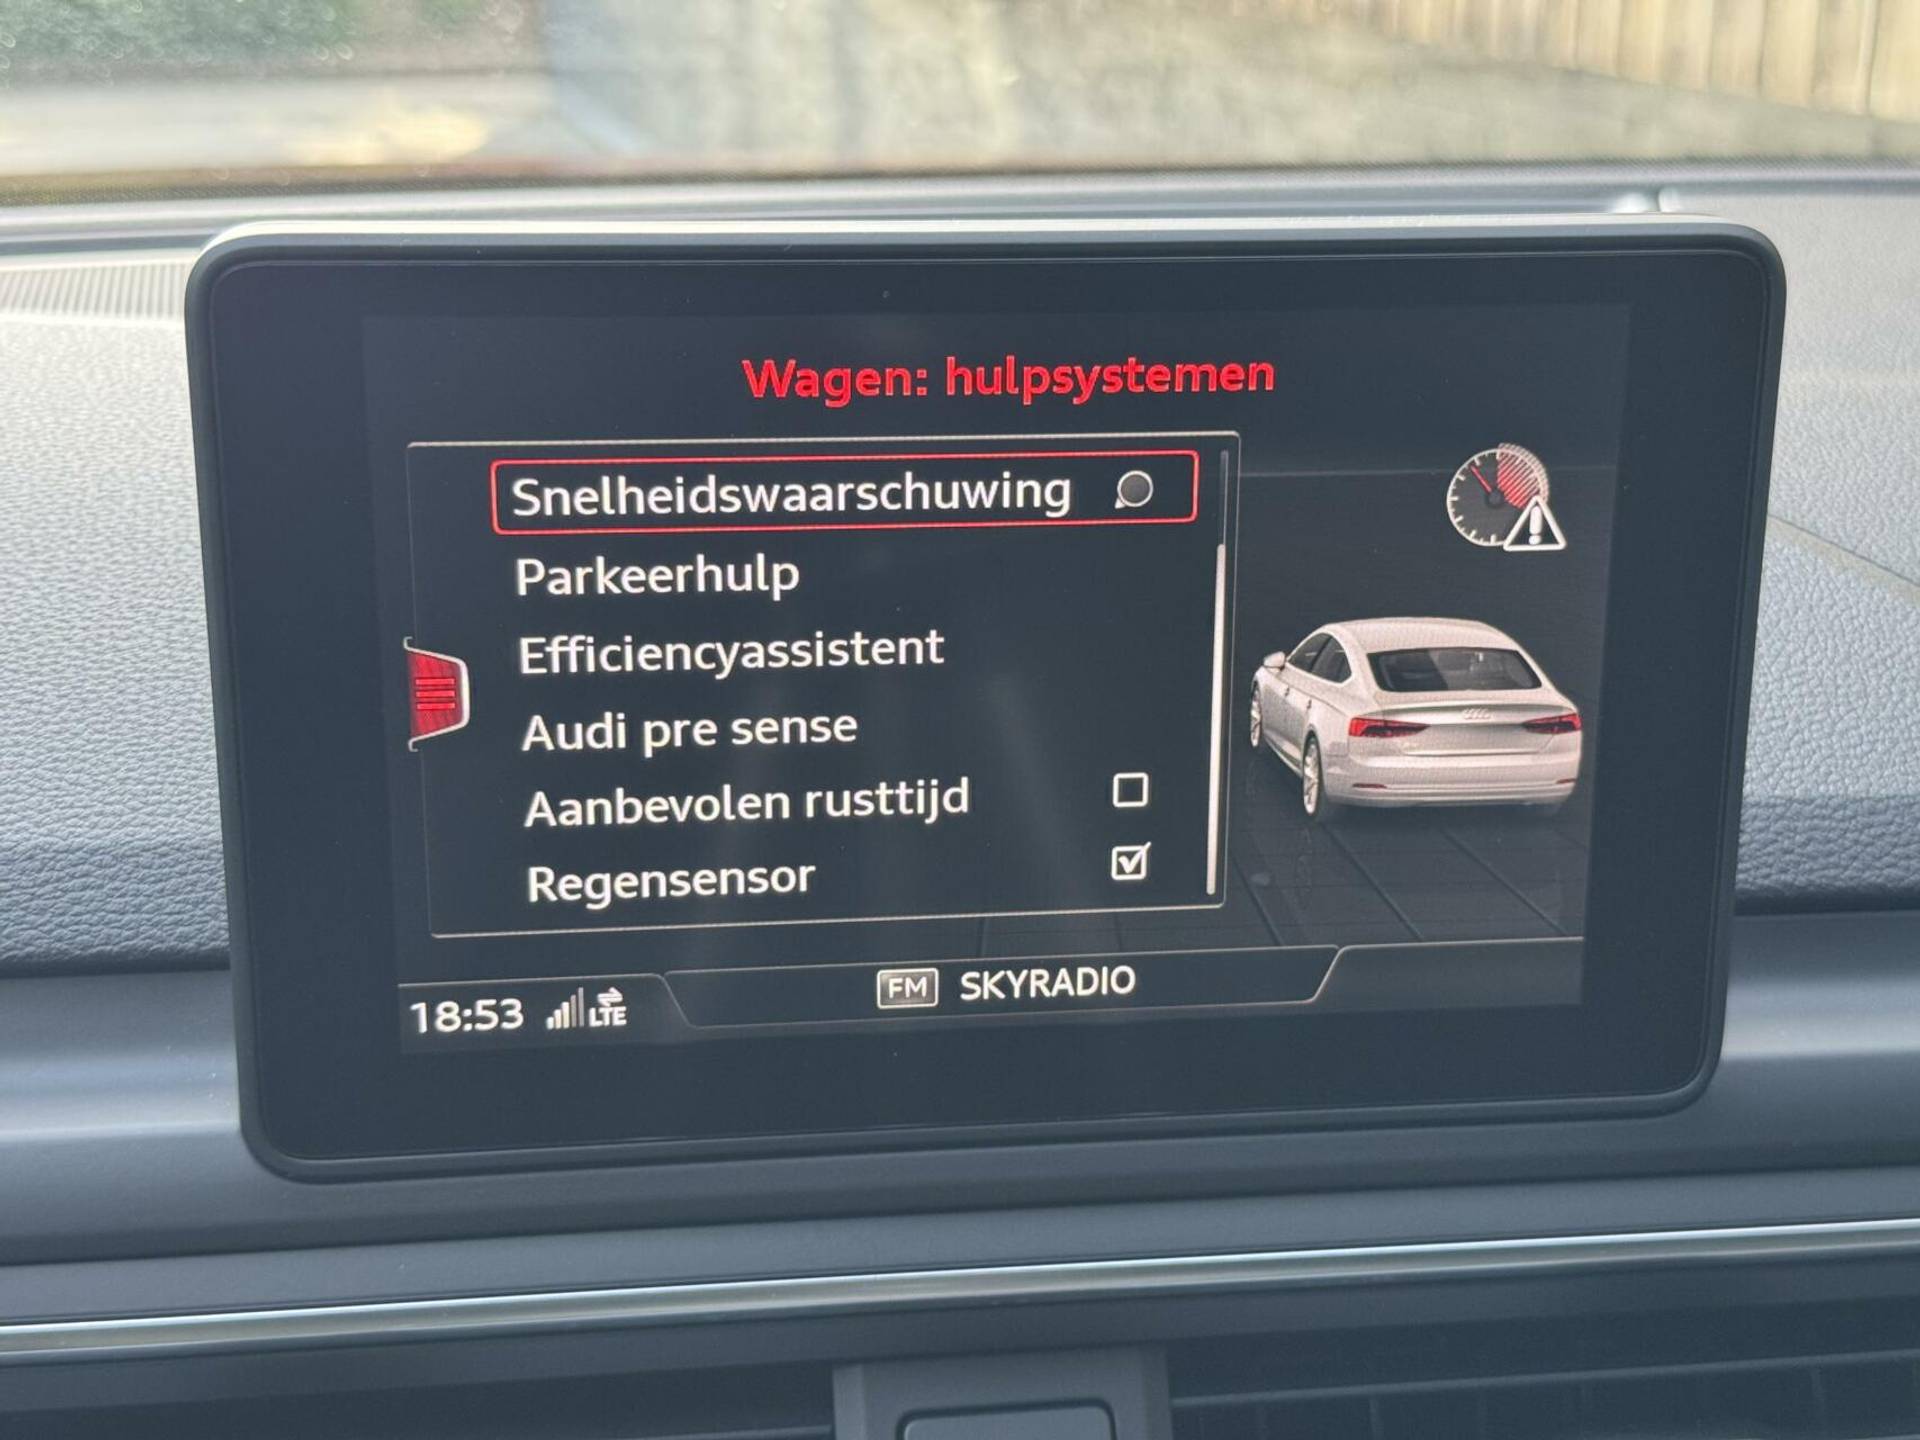 Wagen: hulpsystemen
Snelheidswaarschuwing
Parkeerhulp
Efficiencyassistent
Audi pre sense
Aanbevolen rusttijd
Regensensor
18:53 LTE FM SKYRADIO